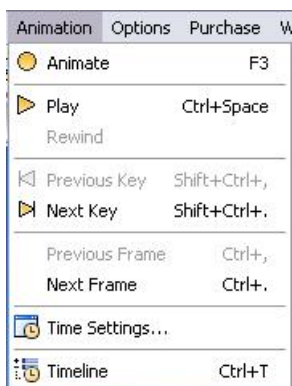 Animation Options Purchase W
Animate F3
Play Ctrl+Space
Rewind
Previous Key Shift+Ctrl+,
Next Key Shift+Ctrl+.
Previous Frame Ctrl+,
Next Frame Ctrl+.
Time Settings...
Timeline Ctrl+T